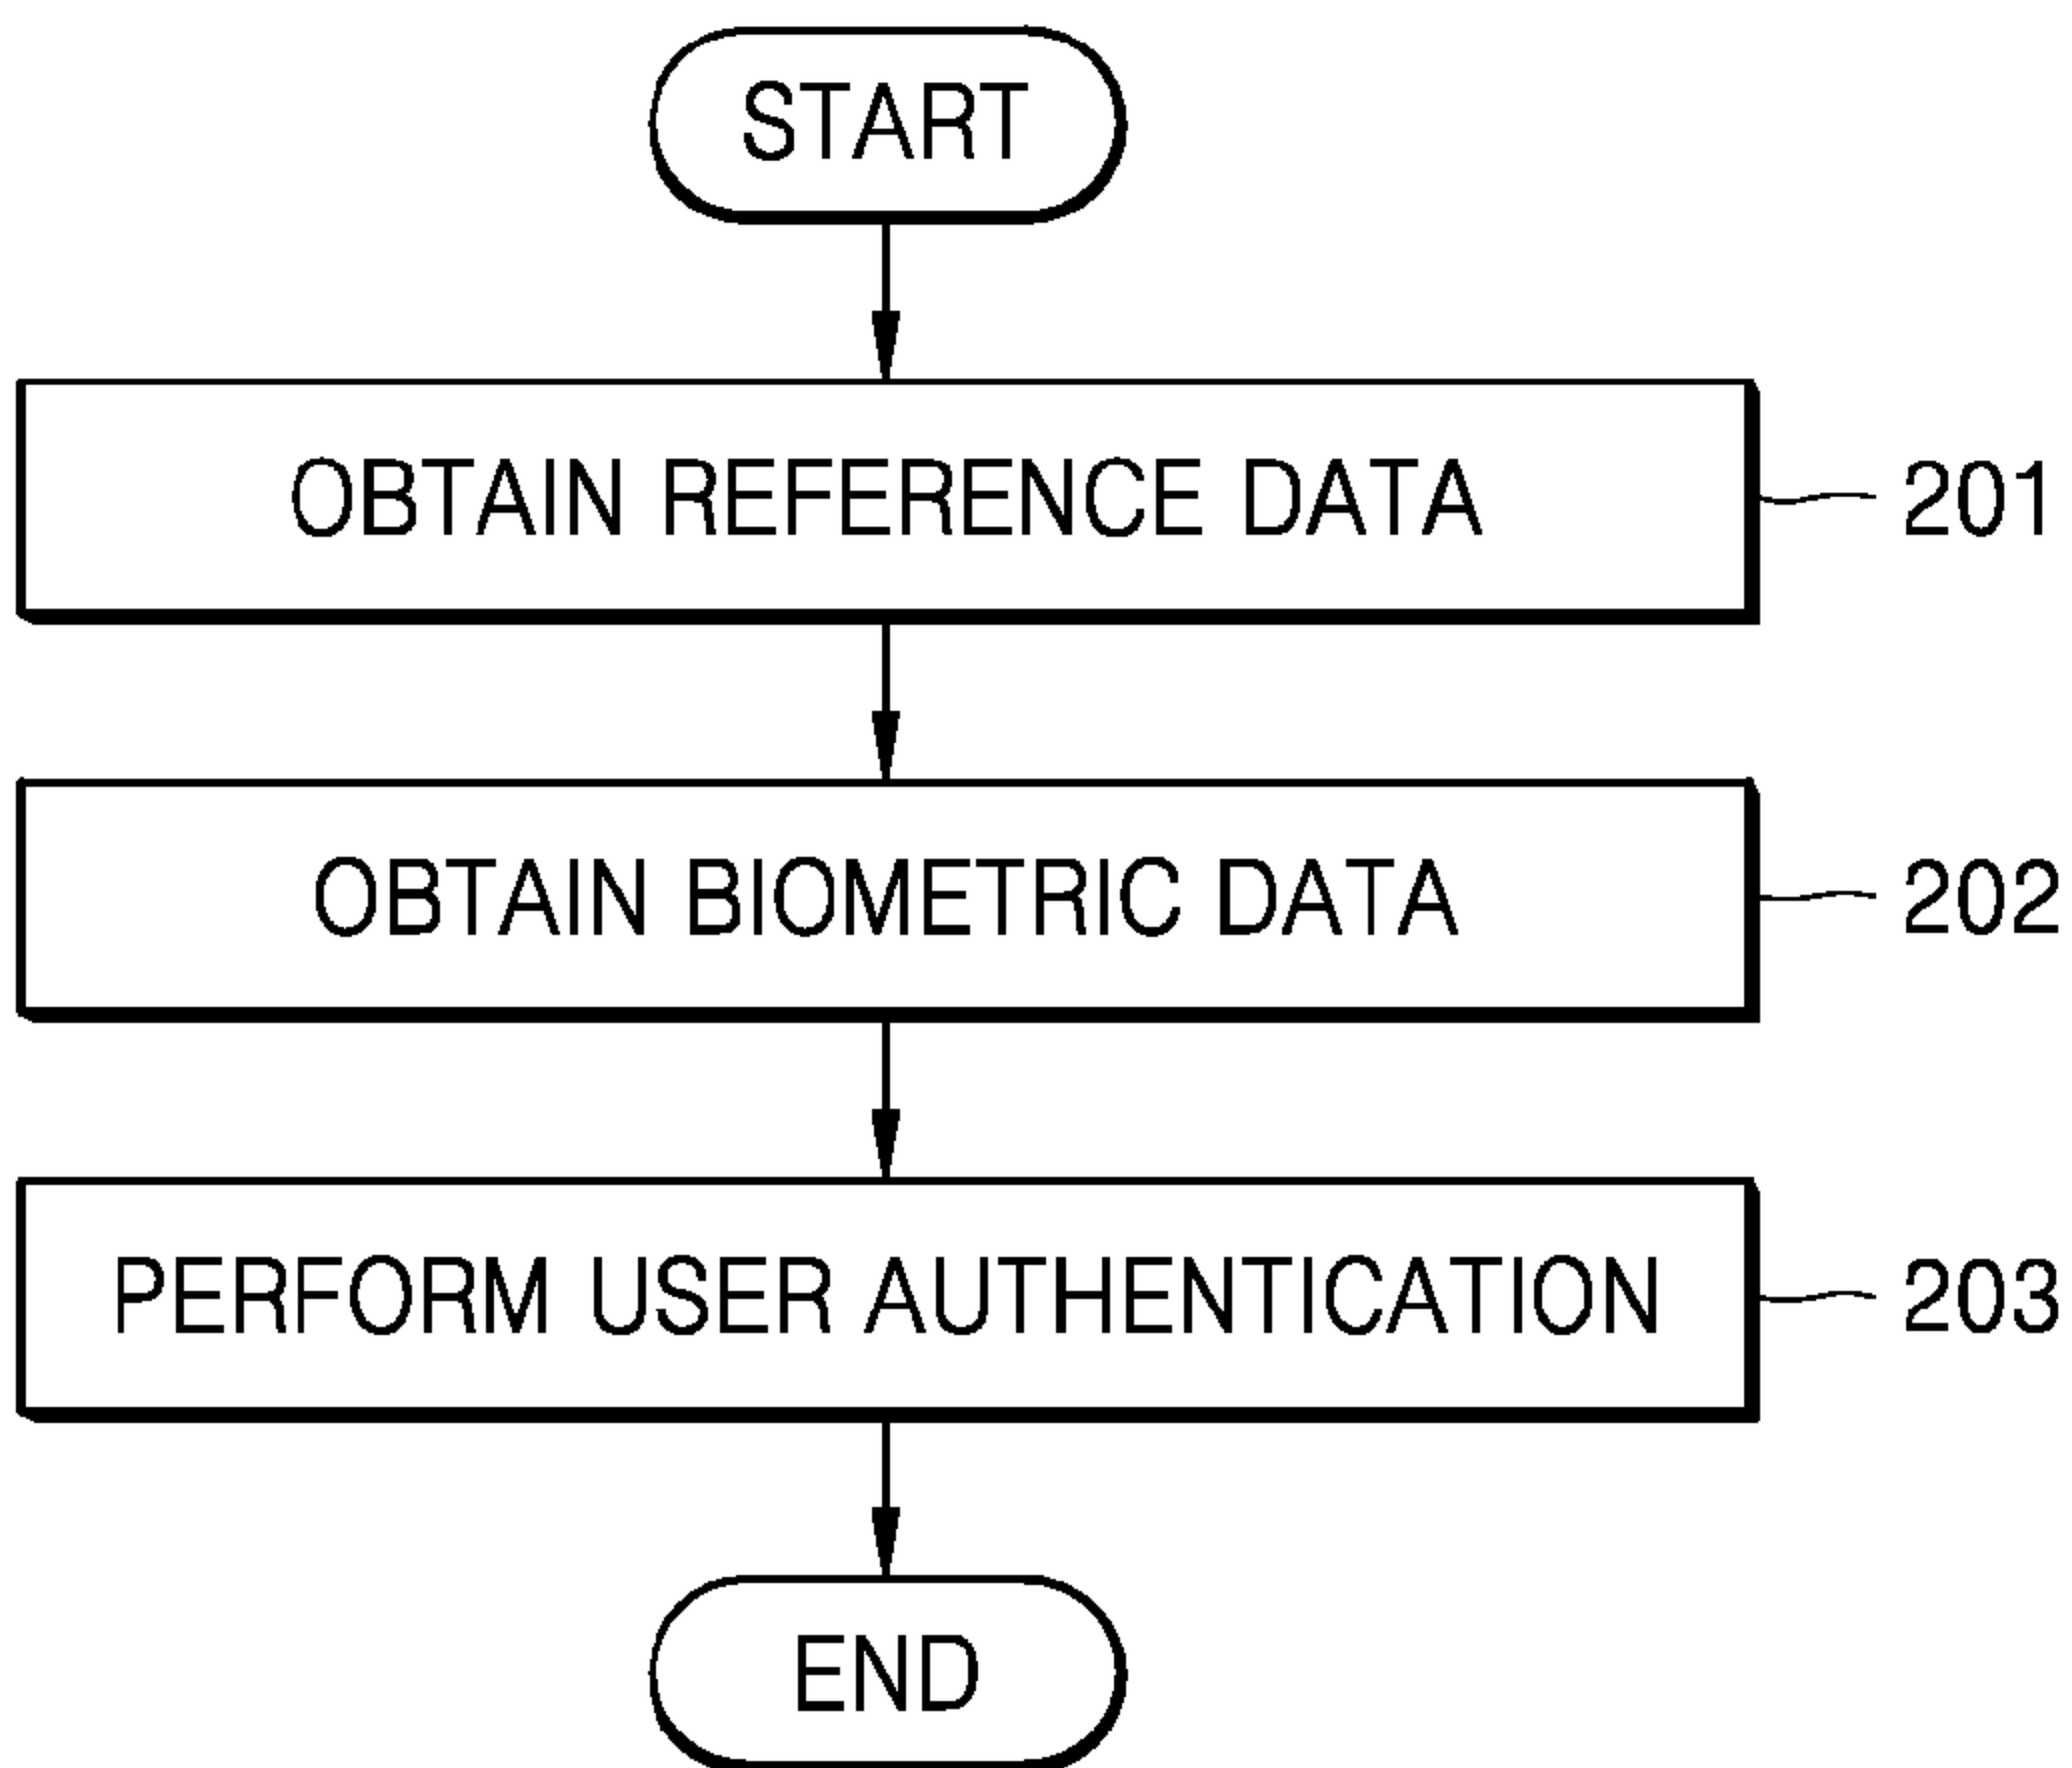 START
OBTAIN REFERENCE DATA
201
OBTAIN BIOMETRIC DATA
202
PERFORM USER AUTHENTICATION
203
END